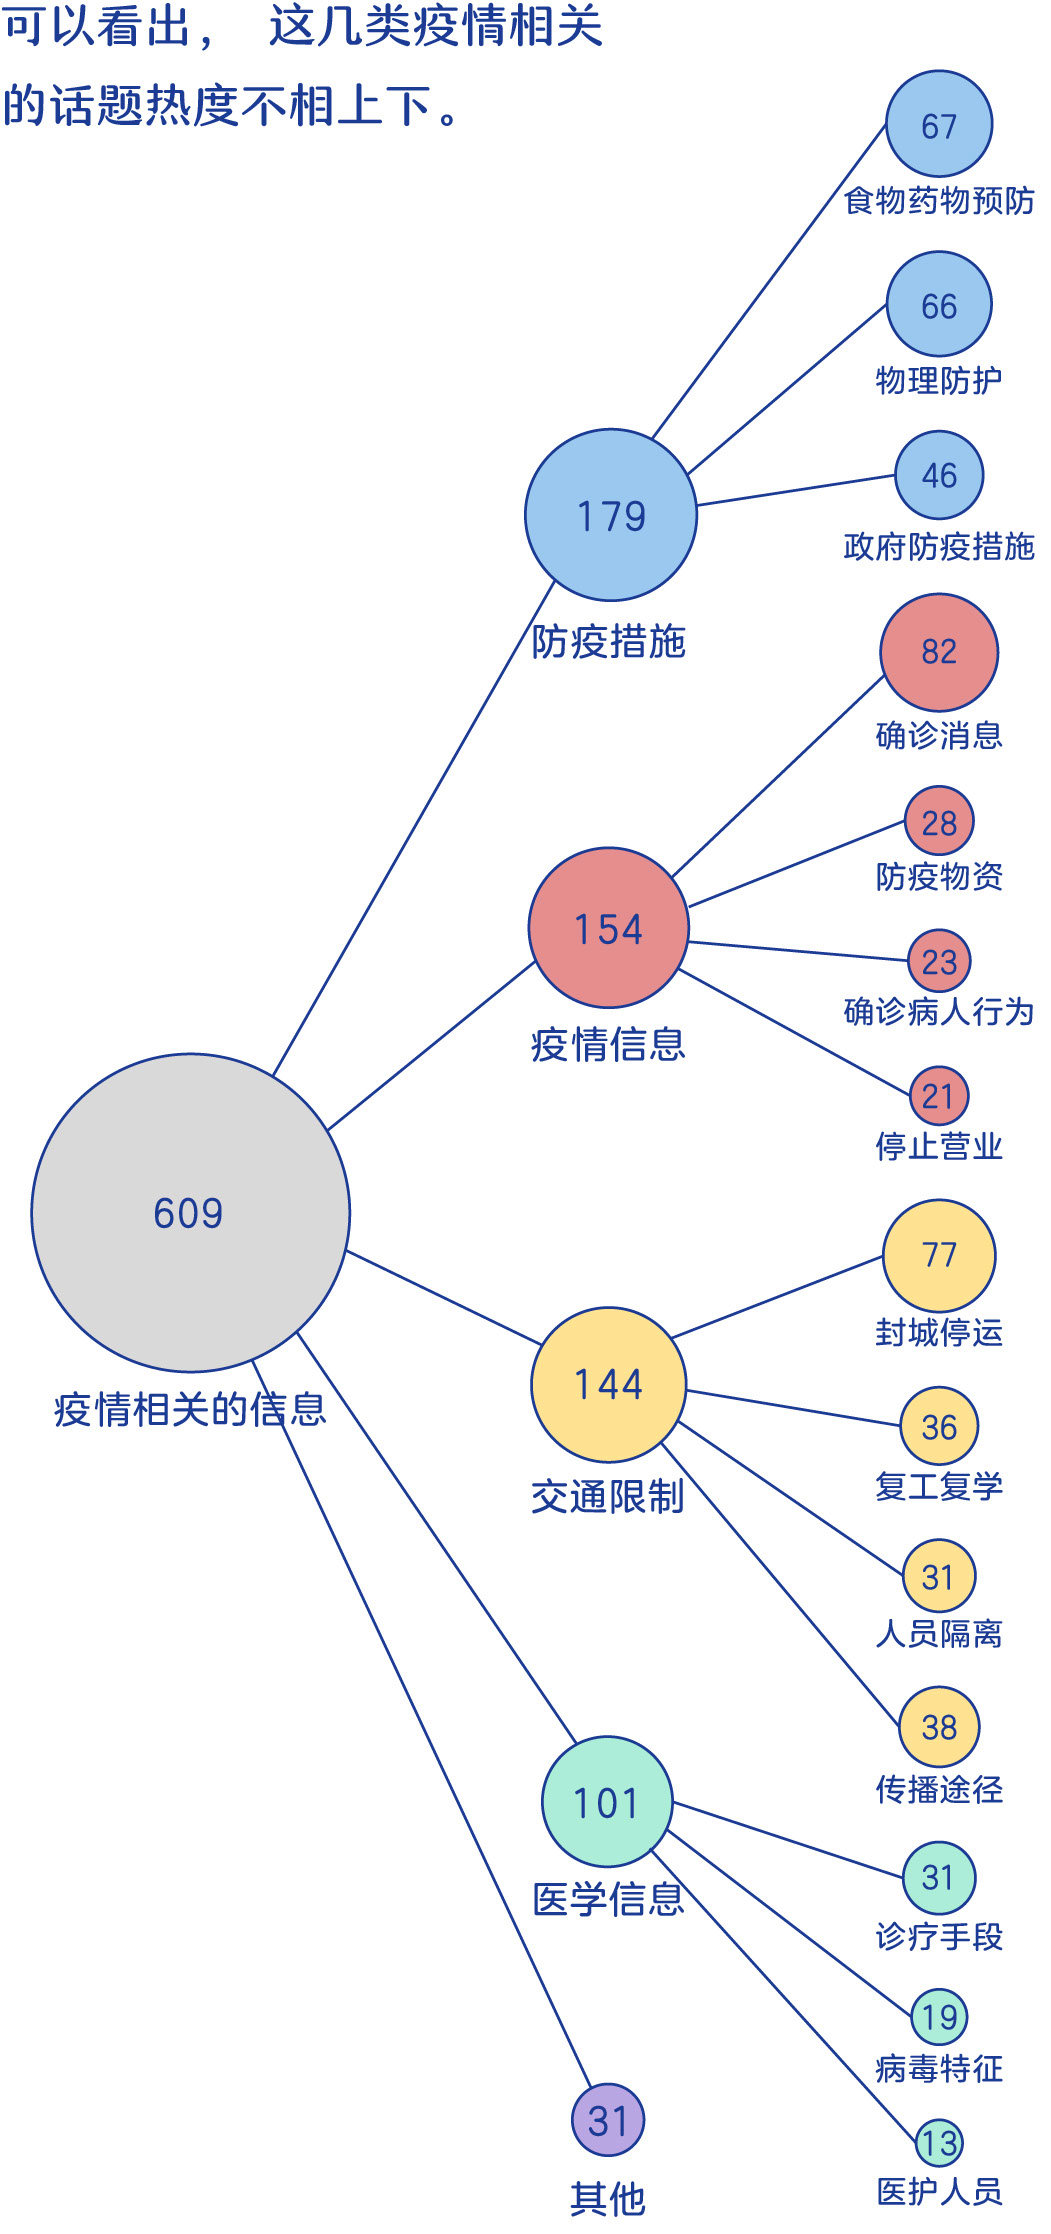 可以看出， 这几类疫情相关
的话题热度不相上下。
67
食物药物预防
66
物理防护
46
政府防疫措施
179
防疫措施
82
确诊消息
28
防疫物资
23
确诊病人行为
21
停止营业
154
疫情信息
609
疫情相关的信息
77
封城停运
36
复工复学
31
人员隔离
38
传播途径
144
交通限制
101
医学信息
31
诊疗手段
19
病毒特征
13
医护人员
31
其他